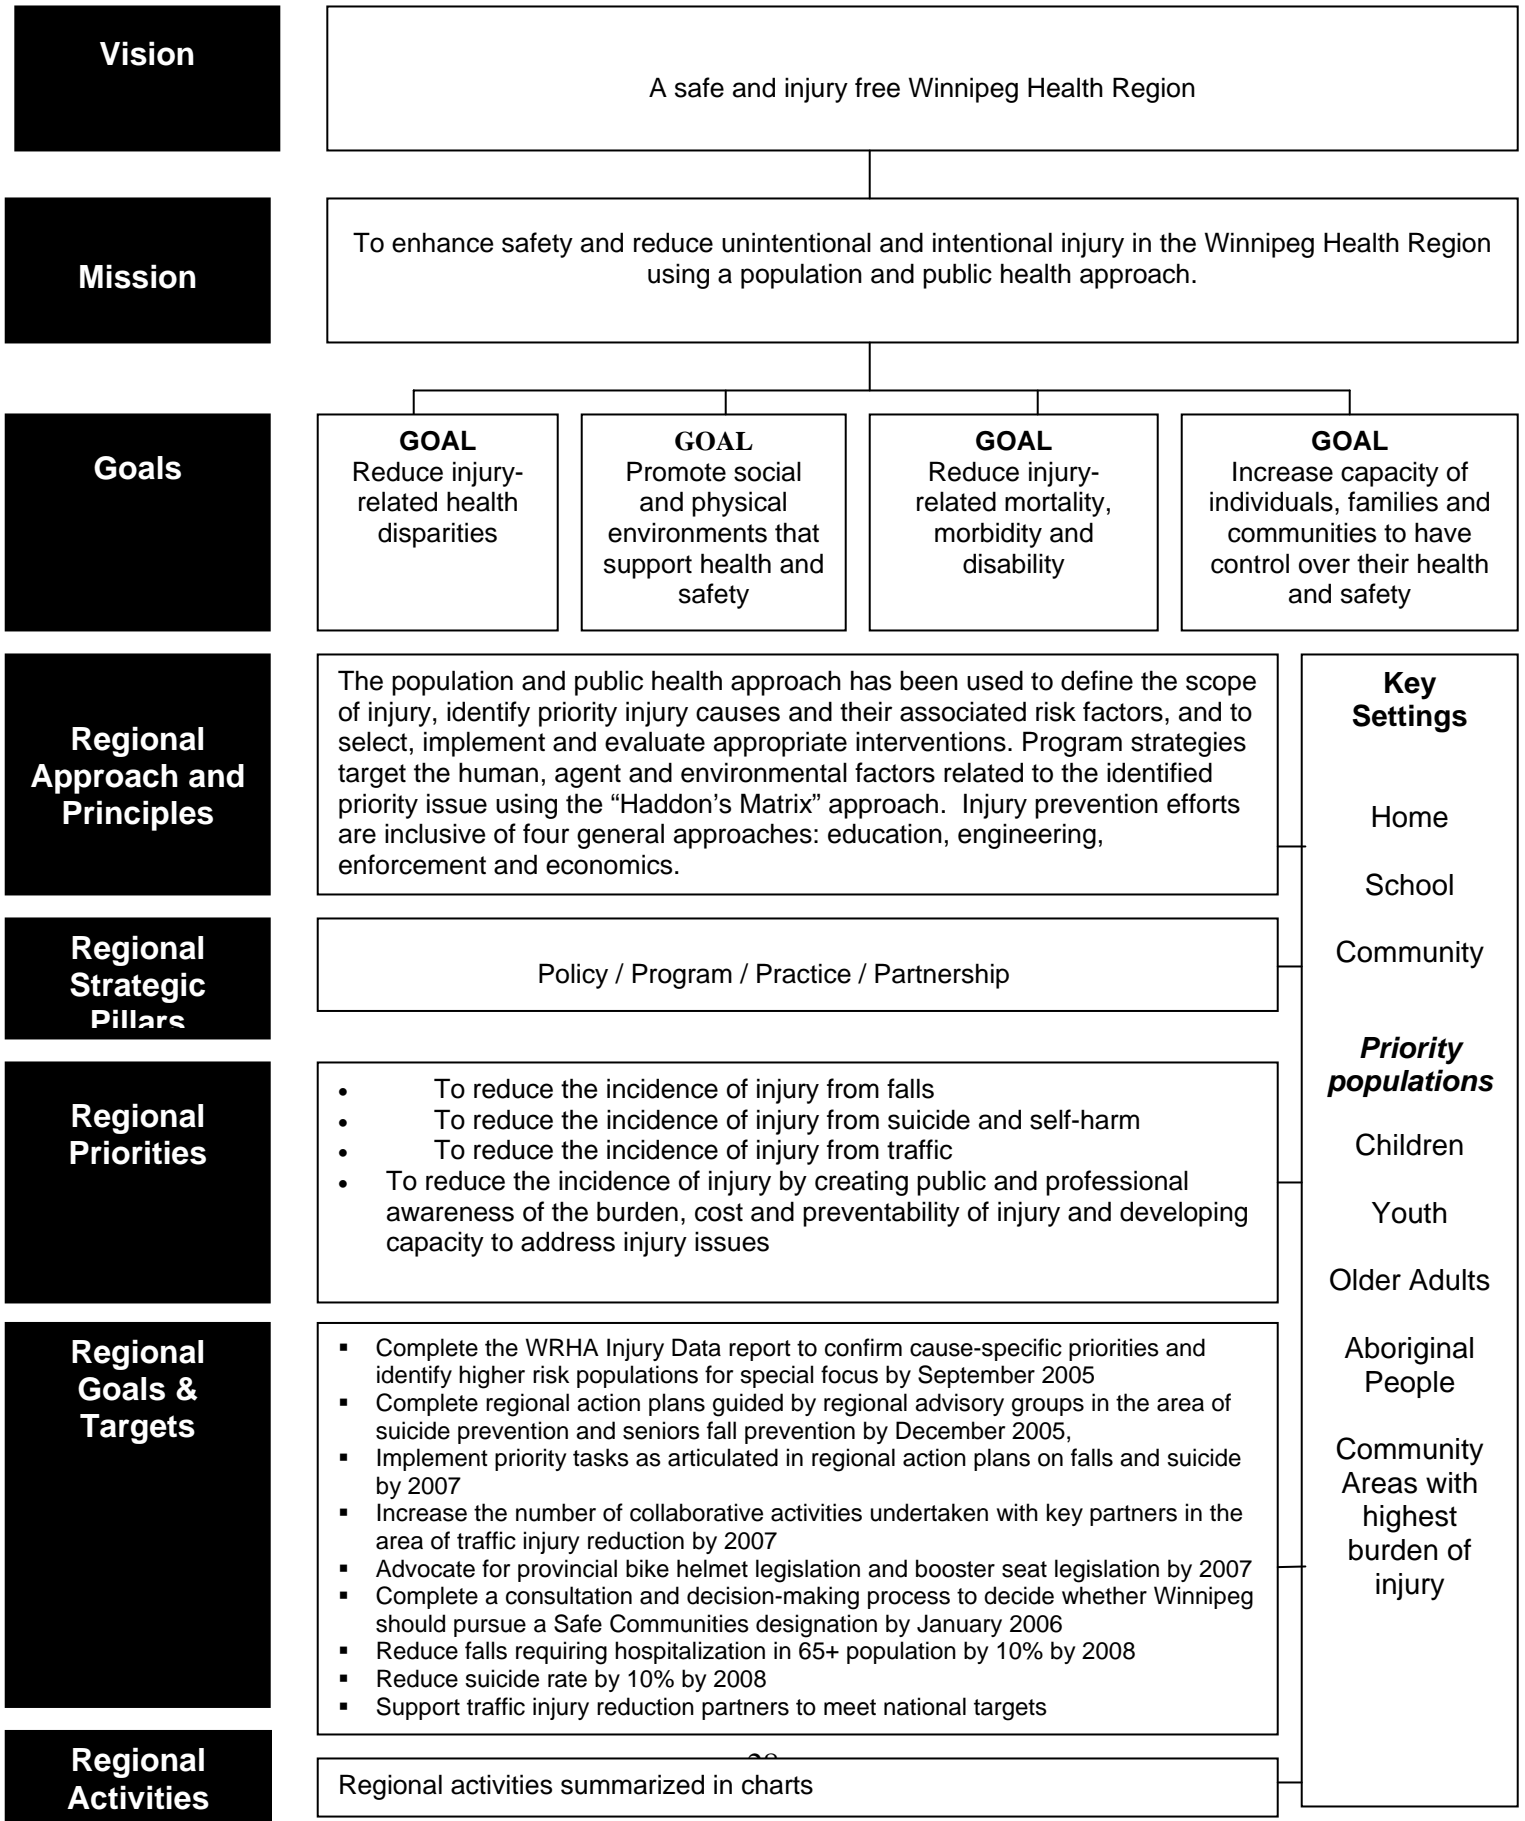 Vision
A safe and injury free Winnipeg Health Region
Mission
To enhance safety and reduce unintentional and intentional injury in the Winnipeg Health Region
using a population and public health approach.
Goals
GOAL
Reduce injury-
related health
disparities
GOAL
Promote social
and physical
environments that
support health and
safety
GOAL
Reduce injury-
related mortality,
morbidity and
disability
GOAL
Increase capacity of
individuals, families and
communities to have
control over their health
and safety
Regional
Approach and
Principles
The population and public health approach has been used to define the scope
of injury, identify priority injury causes and their associated risk factors, and to
select, implement and evaluate appropriate interventions. Program strategies
target the human, agent and environmental factors related to the identified
priority issue using the “Haddon’s Matrix” approach.  Injury prevention efforts
are inclusive of four general approaches: education, engineering,
enforcement and economics.
Regional
Strategic
Pillars
Policy / Program / Practice / Partnership
Regional
Priorities
• To reduce the incidence of injury from falls
• To reduce the incidence of injury from suicide and self-harm
• To reduce the incidence of injury from traffic
• To reduce the incidence of injury by creating public and professional
awareness of the burden, cost and preventability of injury and developing
capacity to address injury issues
Regional
Goals &
Targets
▪ Complete the WRHA Injury Data report to confirm cause-specific priorities and
identify higher risk populations for special focus by September 2005
▪ Complete regional action plans guided by regional advisory groups in the area of
suicide prevention and seniors fall prevention by December 2005,
▪ Implement priority tasks as articulated in regional action plans on falls and suicide
by 2007
▪ Increase the number of collaborative activities undertaken with key partners in the
area of traffic injury reduction by 2007
▪ Advocate for provincial bike helmet legislation and booster seat legislation by 2007
▪ Complete a consultation and decision-making process to decide whether Winnipeg
should pursue a Safe Communities designation by January 2006
▪ Reduce falls requiring hospitalization in 65+ population by 10% by 2008
▪ Reduce suicide rate by 10% by 2008
▪ Support traffic injury reduction partners to meet national targets
Regional
Activities
Regional activities summarized in charts
Key
Settings
Home
School
Community
Priority
populations
Children
Youth
Older Adults
Aboriginal
People
Community
Areas with
highest
burden of
injury